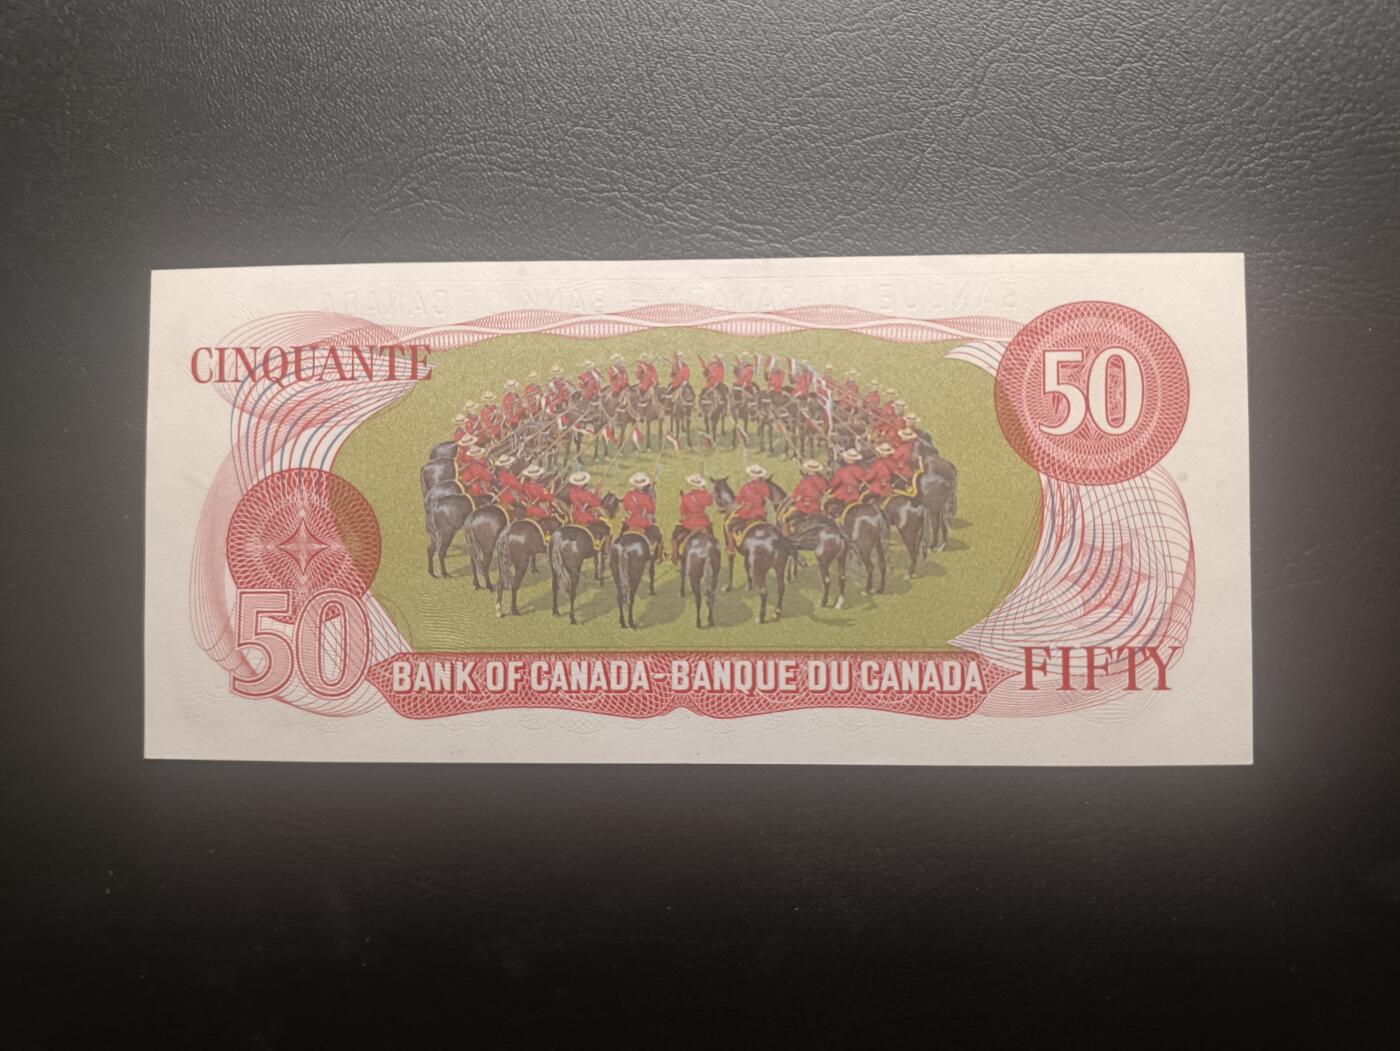 CINQUANTE
50
50
BANK OF CANADA-BANQUE DU CANADA
FIFTY